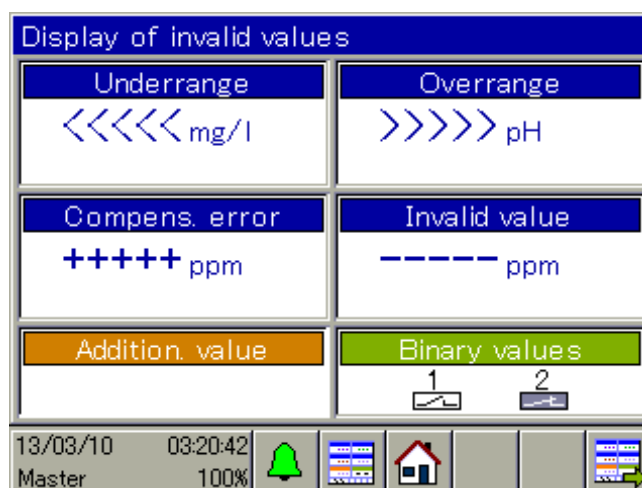 Display of invalid values
Underrange
Overrange
<<<<< mg/l
>>>>> pH
Compens. error
Invalid value
+++++ ppm
----- ppm
Addition. value
Binary values
1
2
13/03/10
03:20:42
Master
100%